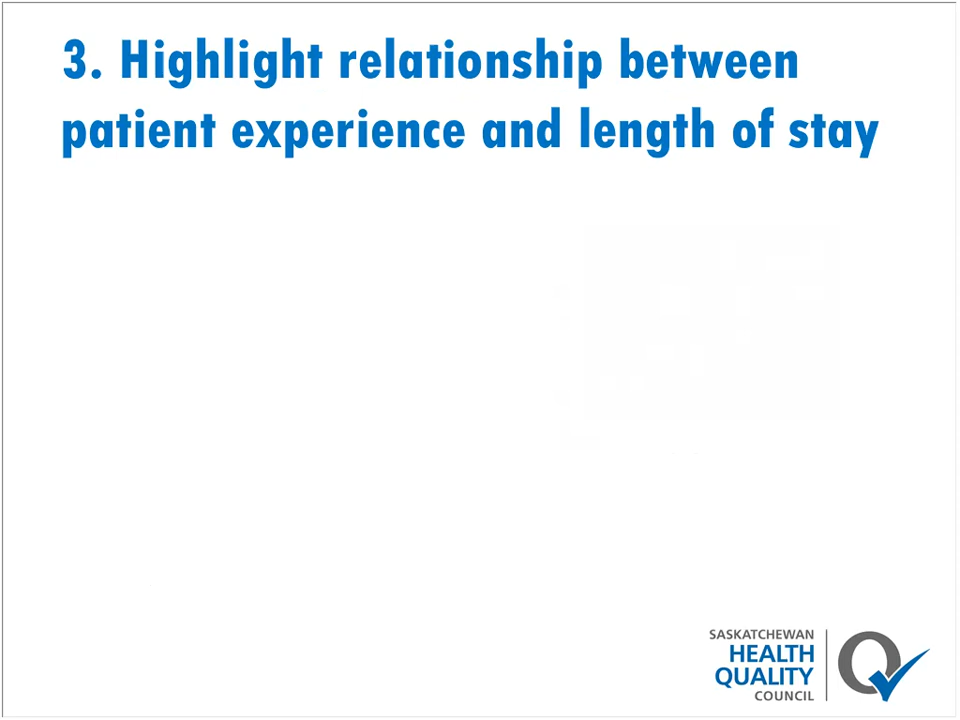 3. Highlight relationship between
patient experience and length of stay
SASKATCHEWAN
HEALTH
QUALITY
COUNCIL